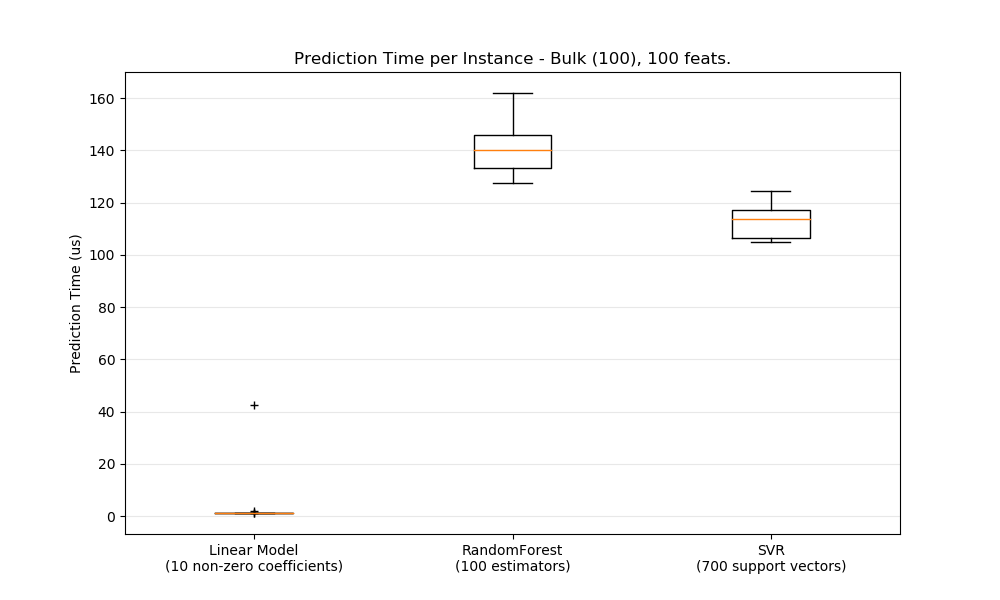 Prediction Time per Instance - Bulk (100), 100 feats.
160
140
120
100
80
60
40
20
0
Prediction Time (us)
Linear Model
(10 non-zero coefficients)
RandomForest
(100 estimators)
SVR
(700 support vectors)